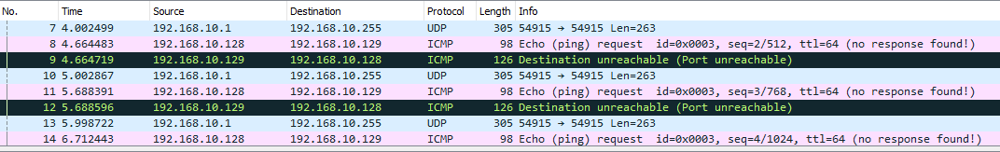 No. Time Source Destination Protocol Length Info
7 4.002499 192.168.10.1 192.168.10.255 UDP 305 54915 → 54915 Len=263
8 4.664483 192.168.10.128 192.168.10.129 ICMP 98 Echo (ping) request id=0x0003, seq=2/512, ttl=64 (no response found!)
9 4.664719 192.168.10.129 192.168.10.128 ICMP 126 Destination unreachable (Port unreachable)
10 5.002867 192.168.10.1 192.168.10.255 UDP 305 54915 → 54915 Len=263
11 5.688391 192.168.10.128 192.168.10.129 ICMP 98 Echo (ping) request id=0x0003, seq=3/768, ttl=64 (no response found!)
12 5.688596 192.168.10.129 192.168.10.128 ICMP 126 Destination unreachable (Port unreachable)
13 5.998722 192.168.10.1 192.168.10.255 UDP 305 54915 → 54915 Len=263
14 6.712443 192.168.10.128 192.168.10.129 ICMP 98 Echo (ping) request id=0x0003, seq=4/1024, ttl=64 (no response found!)